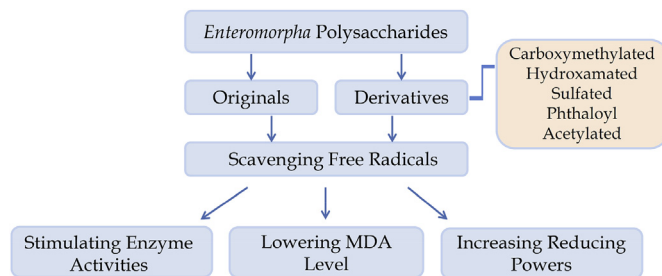 Enteromorpha Polysaccharides
Carboxymethylated
Hydroxamated
Sulfated
Phthaloyl
Acetylated
Originals
Derivatives
Scavenging Free Radicals
Stimulating Enzyme
Activities
Lowering MDA
Level
Increasing Reducing
Powers